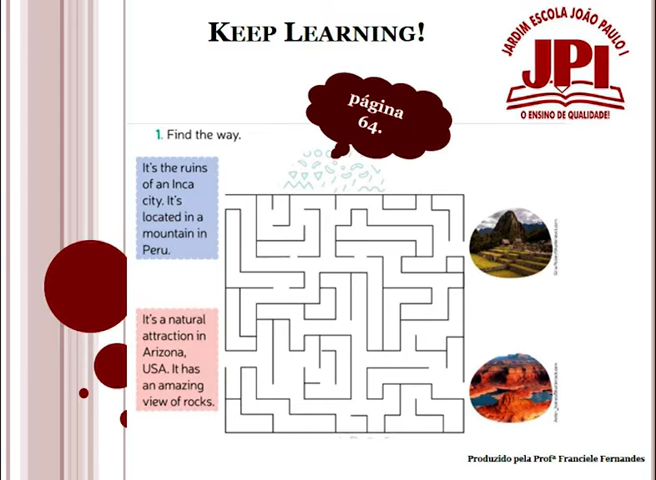 KEEP LEARNING!
JARDIM ESCOLA JOÃO PAULO I
JPI
O ENSINO DE QUALIDADE!
página
64.
1. Find the way.
It's the ruins
of an Inca
city. It's
located in a
mountain in
Peru.
It's a natural
attraction in
Arizona,
USA. It has
an amazing
view of rocks.
Produzido pela Profª Franciele Fernandes